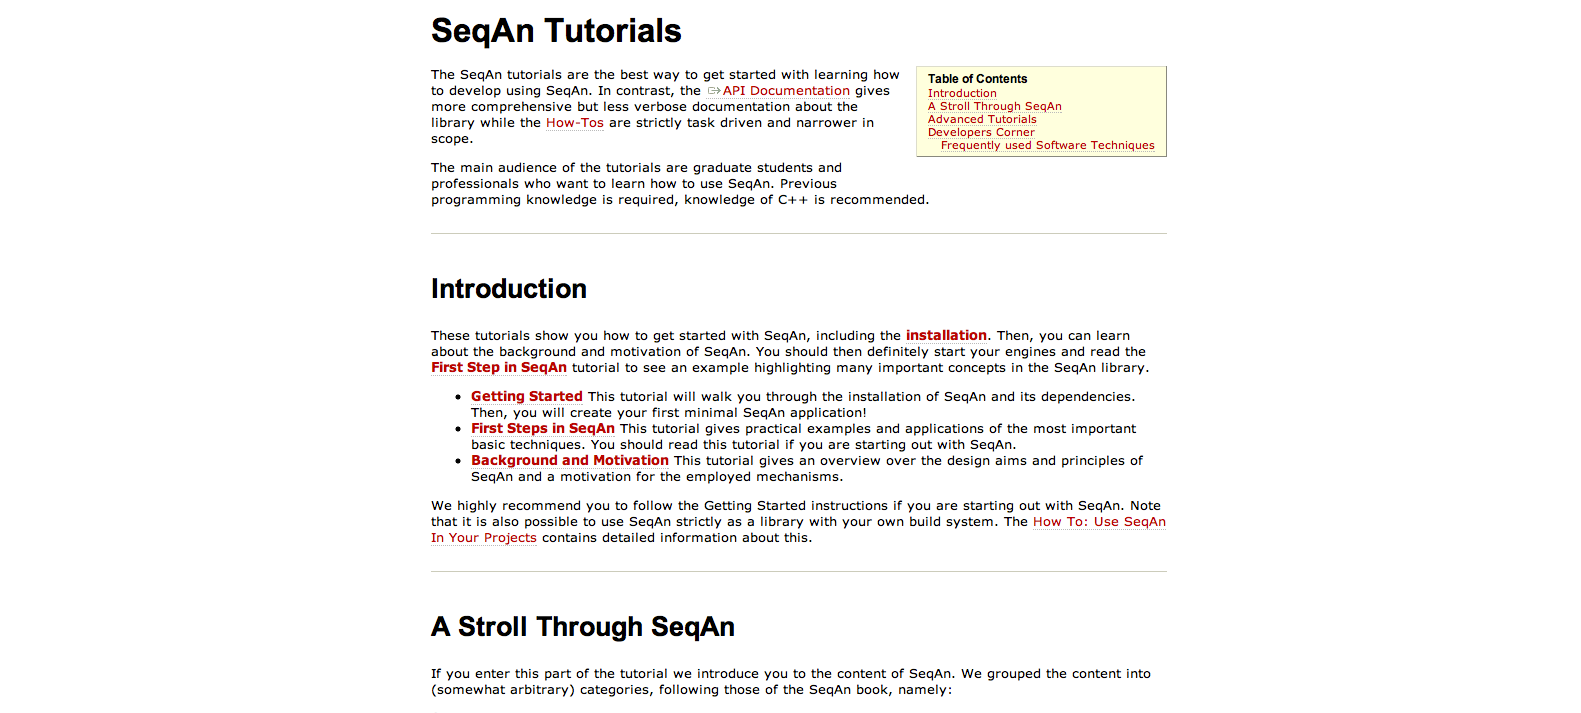 SeqAn Tutorials
The SeqAn tutorials are the best way to get started with learning how
to develop using SeqAn. In contrast, the API Documentation gives
more comprehensive but less verbose documentation about the
library while the How-Tos are strictly task driven and narrower in
scope.
Table of Contents
Introduction
A Stroll Through SeqAn
Advanced Tutorials
Developers Corner
Frequently used Software Techniques
The main audience of the tutorials are graduate students and
professionals who want to learn how to use SeqAn. Previous
programming knowledge is required, knowledge of C++ is recommended.
Introduction
These tutorials show you how to get started with SeqAn, including the installation. Then, you can learn
about the background and motivation of SeqAn. You should then definitely start your engines and read the
First Step in SeqAn tutorial to see an example highlighting many important concepts in the SeqAn library.
• Getting Started This tutorial will walk you through the installation of SeqAn and its dependencies.
Then, you will create your first minimal SeqAn application!
• First Steps in SeqAn This tutorial gives practical examples and applications of the most important
basic techniques. You should read this tutorial if you are starting out with SeqAn.
• Background and Motivation This tutorial gives an overview over the design aims and principles of
SeqAn and a motivation for the employed mechanisms.
We highly recommend you to follow the Getting Started instructions if you are starting out with SeqAn. Note
that it is also possible to use SeqAn strictly as a library with your own build system. The How To: Use SeqAn
In Your Projects contains detailed information about this.
A Stroll Through SeqAn
If you enter this part of the tutorial we introduce you to the content of SeqAn. We grouped the content into
(somewhat arbitrary) categories, following those of the SeqAn book, namely: